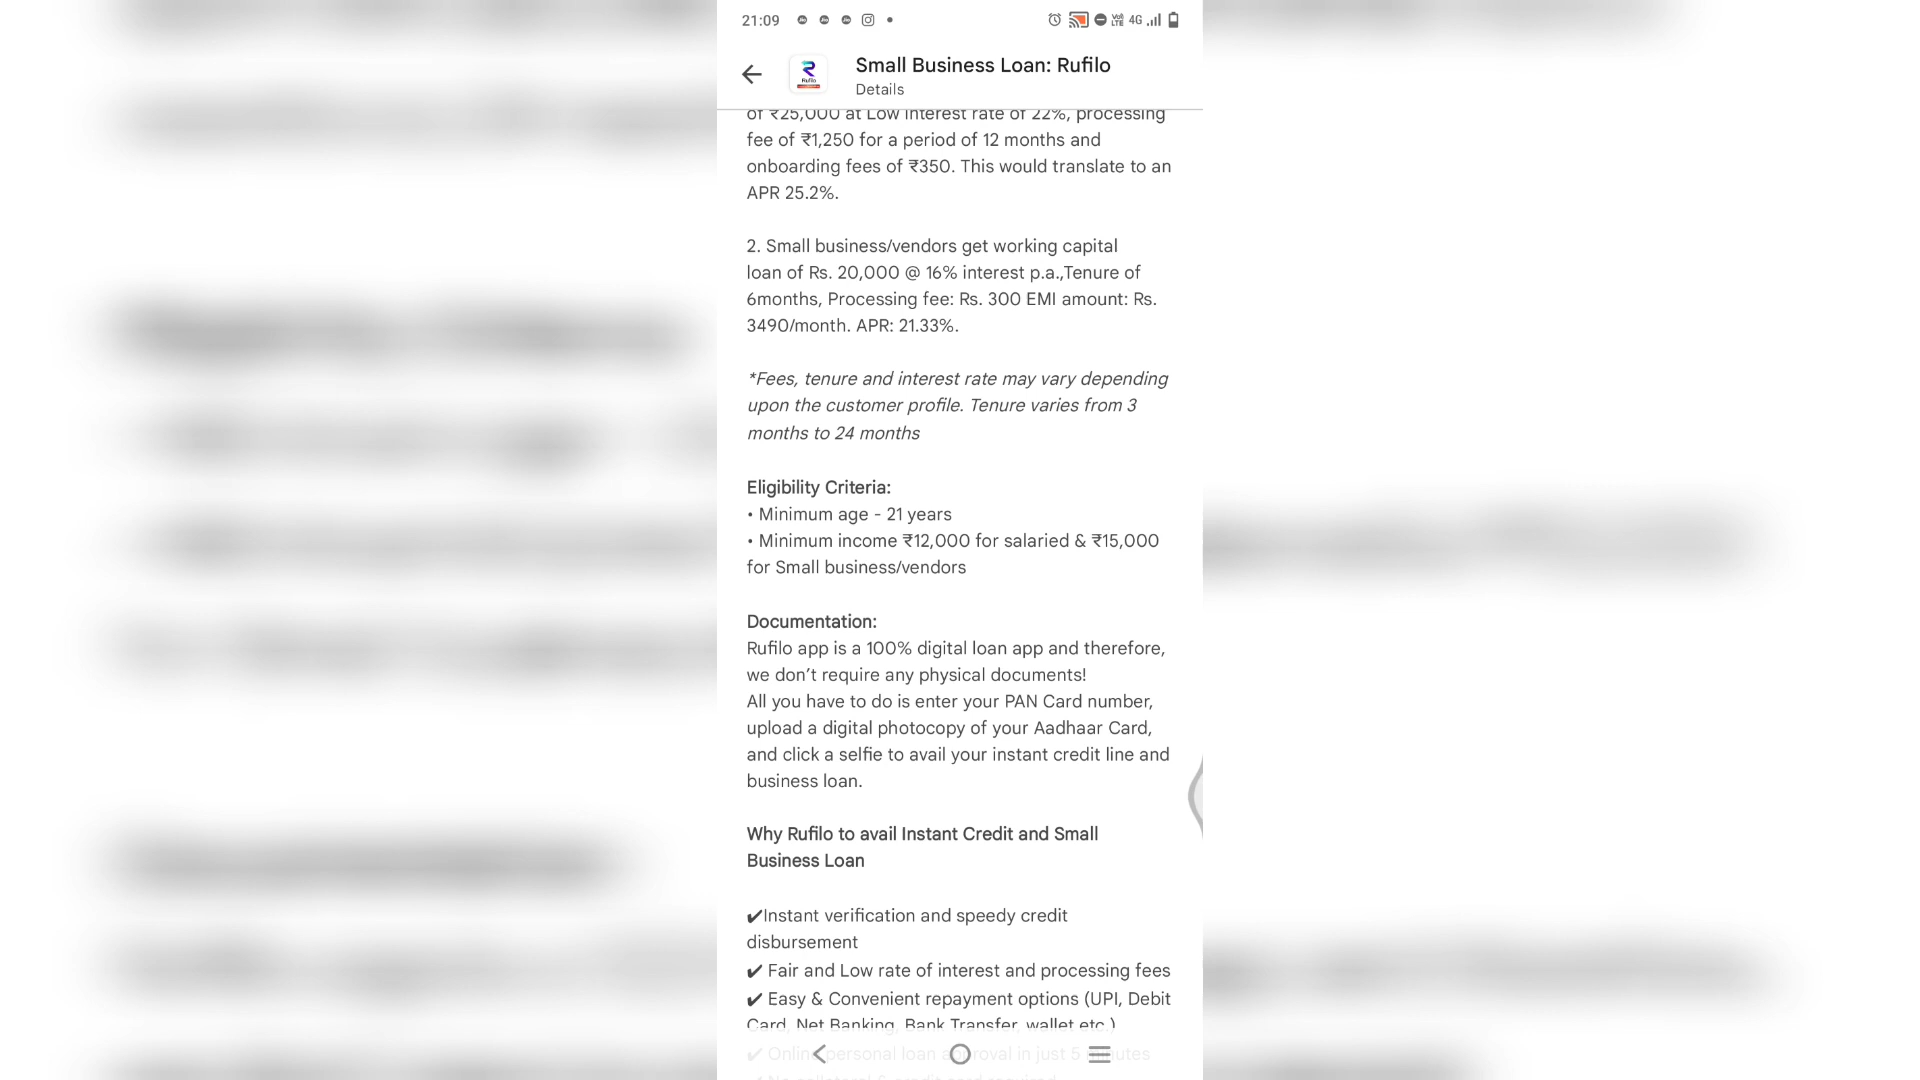 21:09
4G
Small Business Loan: Rufilo
Details
Rufilo
of ₹25,000 at Low interest rate of 22%, processing
fee of ₹1,250 for a period of 12 months and
onboarding fees of ₹350. This would translate to an
APR 25.2%.
2. Small business/vendors get working capital
loan of Rs. 20,000 @ 16% interest p.a.,Tenure of
6months, Processing fee: Rs. 300 EMI amount: Rs.
3490/month. APR: 21.33%.
*Fees, tenure and interest rate may vary depending
upon the customer profile. Tenure varies from 3
months to 24 months
Eligibility Criteria:
• Minimum age - 21 years
• Minimum income ₹12,000 for salaried & ₹15,000
for Small business/vendors
Documentation:
Rufilo app is a 100% digital loan app and therefore,
we don’t require any physical documents!
All you have to do is enter your PAN Card number,
upload a digital photocopy of your Aadhaar Card,
and click a selfie to avail your instant credit line and
business loan.
Why Rufilo to avail Instant Credit and Small
Business Loan
✔Instant verification and speedy credit
disbursement
✔ Fair and Low rate of interest and processing fees
✔ Easy & Convenient repayment options (UPI, Debit
Card, Net Banking, Bank Transfer, wallet etc.)
✔ Online personal loan approval in just 5 minutes